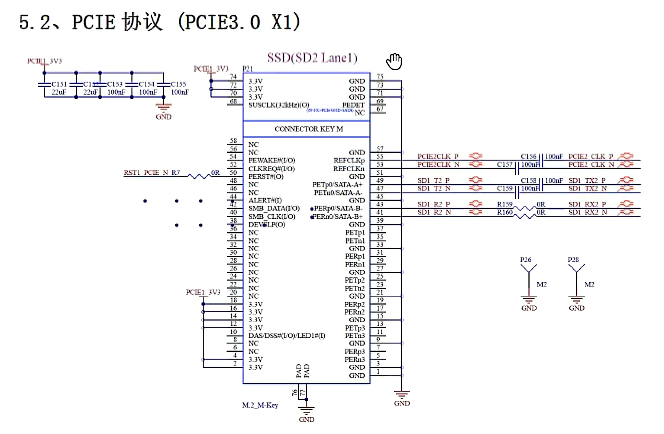 5.2、PCIE 协议 (PCIE3.0 X1)
SSD(SD2 Lane1)
PCIE1_3V3
C151 C152 C153 C154 C155
22uF 22uF 100nF 100nF 100nF
GND
PCIE1_3V3
P21
74 3.3V GND 75
72 3.3V GND 73
70 3.3V GND 71
68 SUSCLK(32kHz)(O) PEDET 69
NC 67
CONNECTOR KEY M
58 NC
56 NC GND 57
54 PEWAKE#(I/O) REFCLKp 55 PCIE2CLK_P C156 100nF PCIE2_CLK_P
52 CLKREQ#(I/O) REFCLKn 53 PCIE2CLK_N C157 100nF PCIE2_CLK_N
RST1_PCIE_N R7 0R 50 PERST#(O) GND 51
48 NC PETp0/SATA-A+ 49 SD1_T2_P C158 100nF SD1_TX2_P
46 NC PETn0/SATA-A- 47 SD1_T2_N C159 100nF SD1_TX2_N
44 ALERT#(I) GND 45
42 SMB_DATA(I/O) PERp0/SATA-B- 43 SD1_R2_P R159 0R SD1_RX2_P
40 SMB_CLK(I/O) PERn0/SATA-B+ 41 SD1_R2_N R160 0R SD1_RX2_N
38 DEVSLP(O) GND 39
36 NC PETp1 37
34 NC PETn1 35
32 NC GND 33
30 NC PERp1 31
28 NC PERn1 29
26 NC GND 27
24 NC PETp2 25
22 NC PETn2 23
20 NC GND 21
PCIE1_3V3
18 3.3V PERp2 19
16 3.3V PERn2 17
14 3.3V GND 15
12 3.3V PETp3 13
10 DAS/DSS#(I/O)/LED1#(I) PETn3 11
8 NC GND 9
6 NC PERp3 7
4 3.3V PERn3 5
2 3.3V GND 3
GND 1
PAD PAD
76 77
M.2_M-Key
GND
GND
P26 P28
M2 M2
GND GND